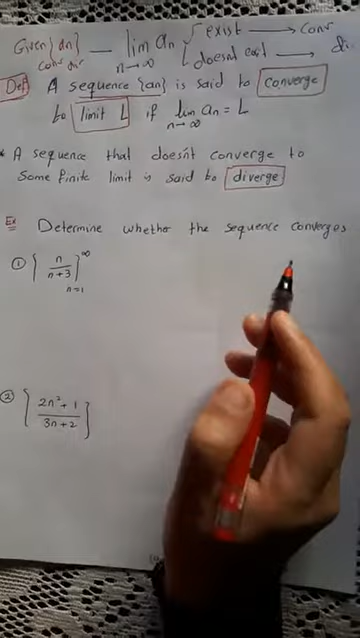 Given {an} — lim an { exist → conv
conv or n→∞ doesnt exist → di
Def A sequence {an} is said to converge
to limit L if lim an = L
n→∞
* A sequence that doesn't converge to
some finite limit is said to diverge
Ex Determine whether the sequence converges
① { n / n+3 }∞ n=1
② { 2n²+1 / 3n+2 }